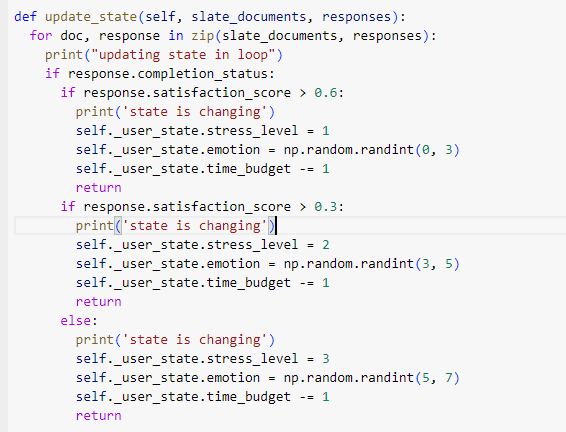 def update_state(self, slate_documents, responses):
  for doc, response in zip(slate_documents, responses):
    print("updating state in loop")
    if response.completion_status:
      if response.satisfaction_score > 0.6:
        print('state is changing')
        self._user_state.stress_level = 1
        self._user_state.emotion = np.random.randint(0, 3)
        self._user_state.time_budget -= 1
        return
      if response.satisfaction_score > 0.3:
        print('state is changing')
        self._user_state.stress_level = 2
        self._user_state.emotion = np.random.randint(3, 5)
        self._user_state.time_budget -= 1
        return
      else:
        print('state is changing')
        self._user_state.stress_level = 3
        self._user_state.emotion = np.random.randint(5, 7)
        self._user_state.time_budget -= 1
        return